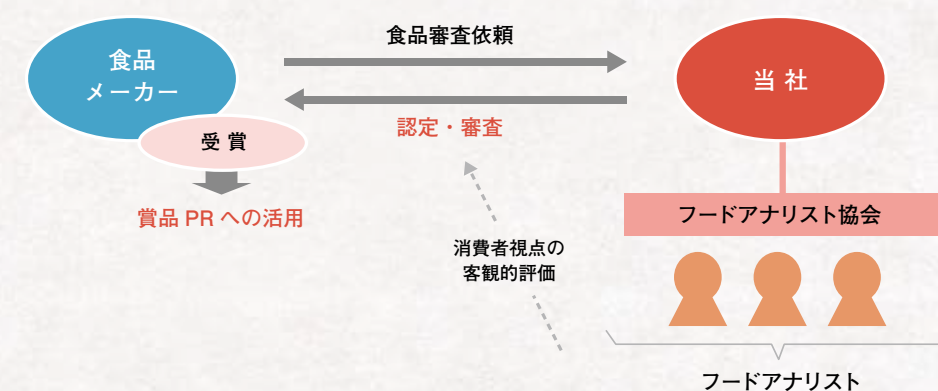 食品審査依頼
食品
メーカー
当 社
受 賞
認定・審査
賞品 PR への活用
フードアナリスト協会
消費者視点の
客観的評価
フードアナリスト